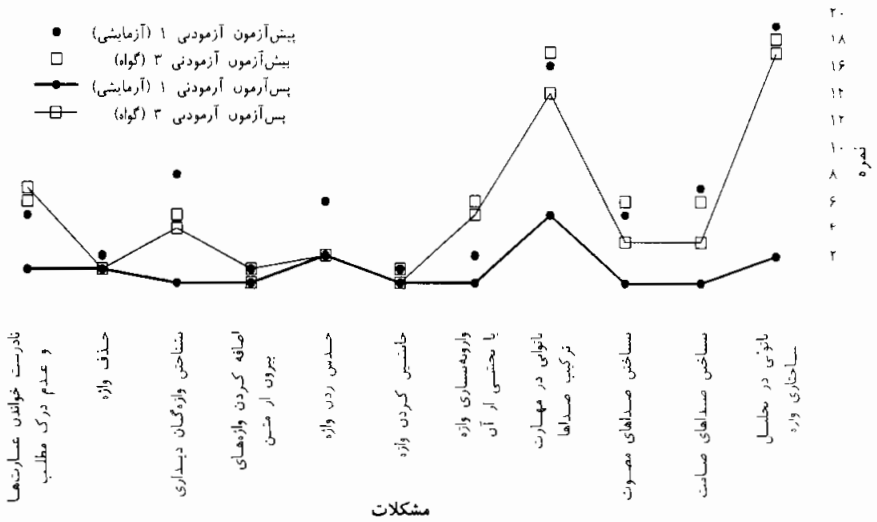 پیش‌آزمون آزمودنی ۱ (آزمایشی)
پیش‌آزمون آزمودنی ۳ (گواه)
پس‌آزمون آزمودنی ۱ (آزمایشی)
پس‌آزمون آزمودنی ۳ (گواه)
۲۰
۱۸
۱۶
۱۴
۱۲
۱۰
۸
۶
۴
۲
نمره
ناتوانی در تحلیل
ساختاری واژه
شناختن صداهای صامت
شناختن صداهای مصوت
ناتوانی در مهارت
ترکیب صداها
وارونه‌سازی واژه
یا بخشی از آن
جانشین کردن واژه
حدس زدن واژه
اضافه کردن واژه‌های
بیرون از متن
شناختن واژگان دیداری
حذف واژه
نادرست خواندن عبارت‌ها
و عدم درک مطلب
مشکلات